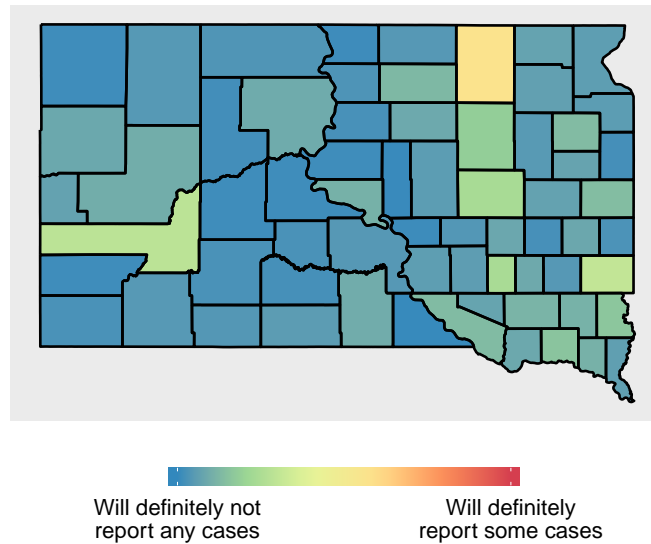 Will definitely not
report any cases
Will definitely
report some cases